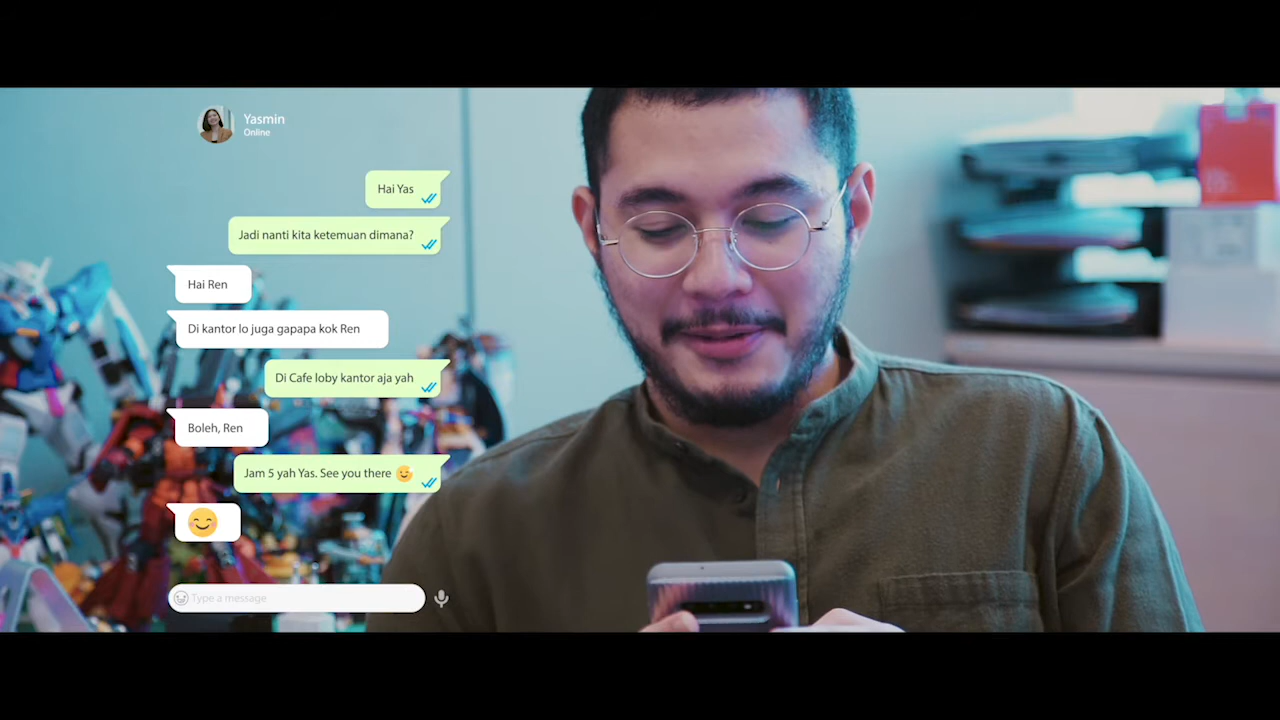 Yasmin
Online
Hai Yas
Jadi nanti kita ketemuan dimana?
Hai Ren
Di kantor lo juga gapapa kok Ren
Di Cafe loby kantor aja yah
Boleh, Ren
Jam 5 yah Yas. See you there 😉
😊
Type a message